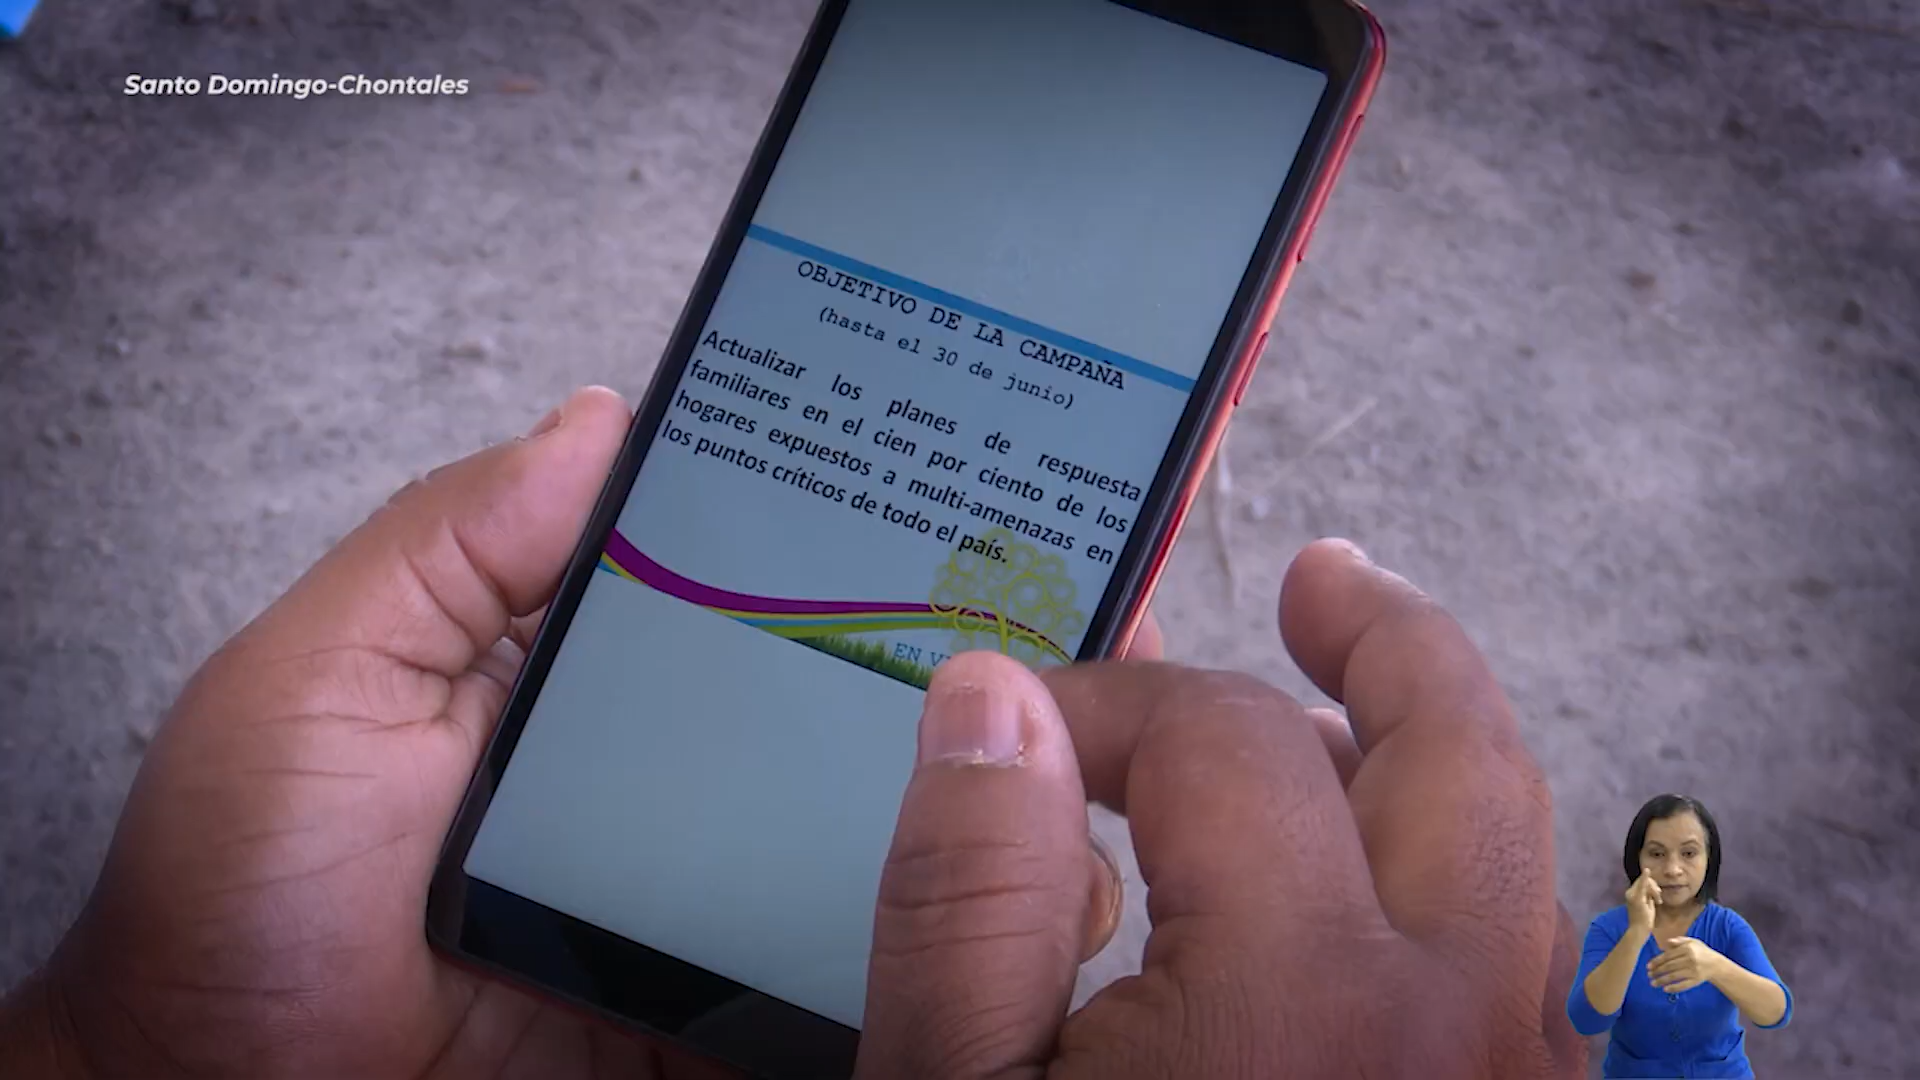 Santo Domingo-Chontales
OBJETIVO DE LA CAMPAÑA
(hasta el 30 de junio)
Actualizar los planes de respuesta
familiares en el cien por ciento de los
hogares expuestos a multi-amenazas en
los puntos críticos de todo el país.
EN